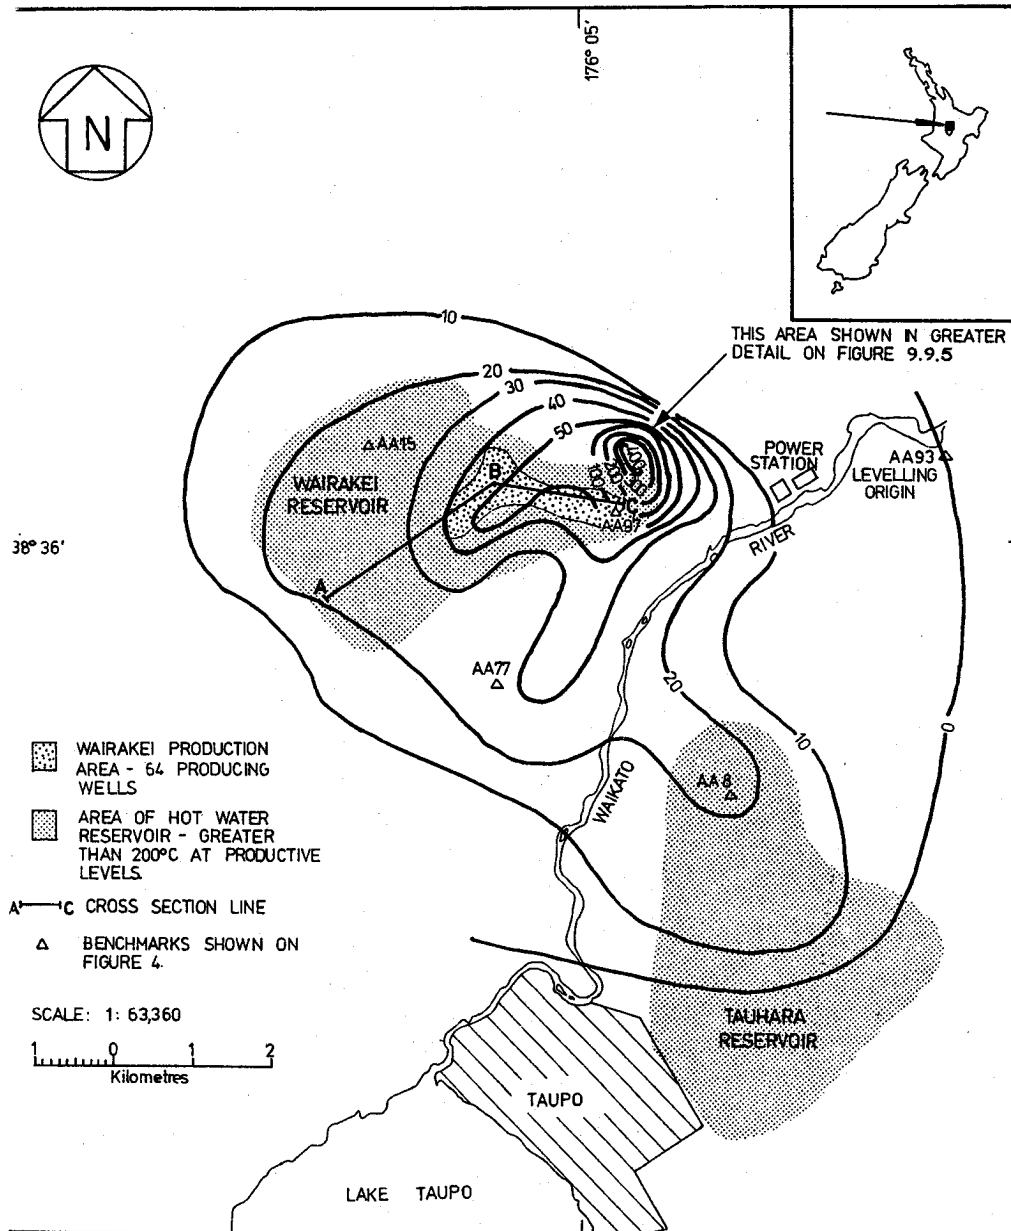 176° 05'
N
THIS AREA SHOWN IN GREATER
DETAIL ON FIGURE 9.9.5
10
20
30
40
50
100
200
400
AA15
B
WAIRAKEI
RESERVOIR
C
AA97
POWER
STATION
AA93
LEVELLING
ORIGIN
38° 36'
RIVER
A
AA77
20
10
0
AA8
WAIKATO
WAIRAKEI PRODUCTION
AREA - 64 PRODUCING
WELLS
AREA OF HOT WATER
RESERVOIR - GREATER
THAN 200°C AT PRODUCTIVE
LEVELS.
A C CROSS SECTION LINE
BENCHMARKS SHOWN ON
FIGURE 4.
SCALE: 1: 63,360
1 0 2
Kilometres
TAUHARA
RESERVOIR
TAUPO
LAKE TAUPO